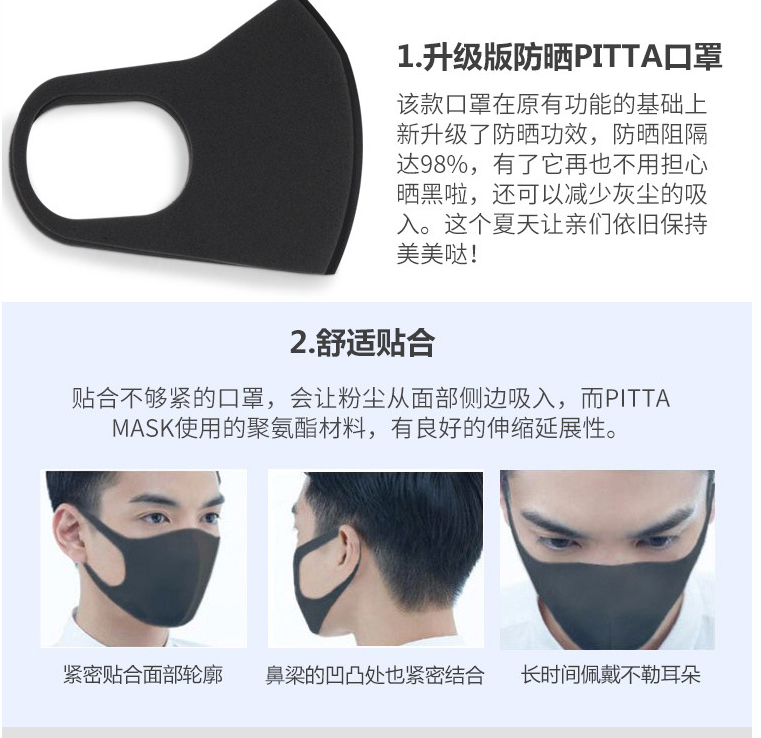 1.升级版防晒PITTA口罩
该款口罩在原有功能的基础上
新升级了防晒功效，防晒阻隔
达98%，有了它再也不用担心
晒黑啦，还可以减少灰尘的吸
入。这个夏天让亲们依旧保持
美美哒！
2.舒适贴合
贴合不够紧的口罩，会让粉尘从面部侧边吸入，而PITTA
MASK使用的聚氨酯材料，有良好的伸缩延展性。
紧密贴合面部轮廓
鼻梁的凹凸处也紧密结合
长时间佩戴不勒耳朵